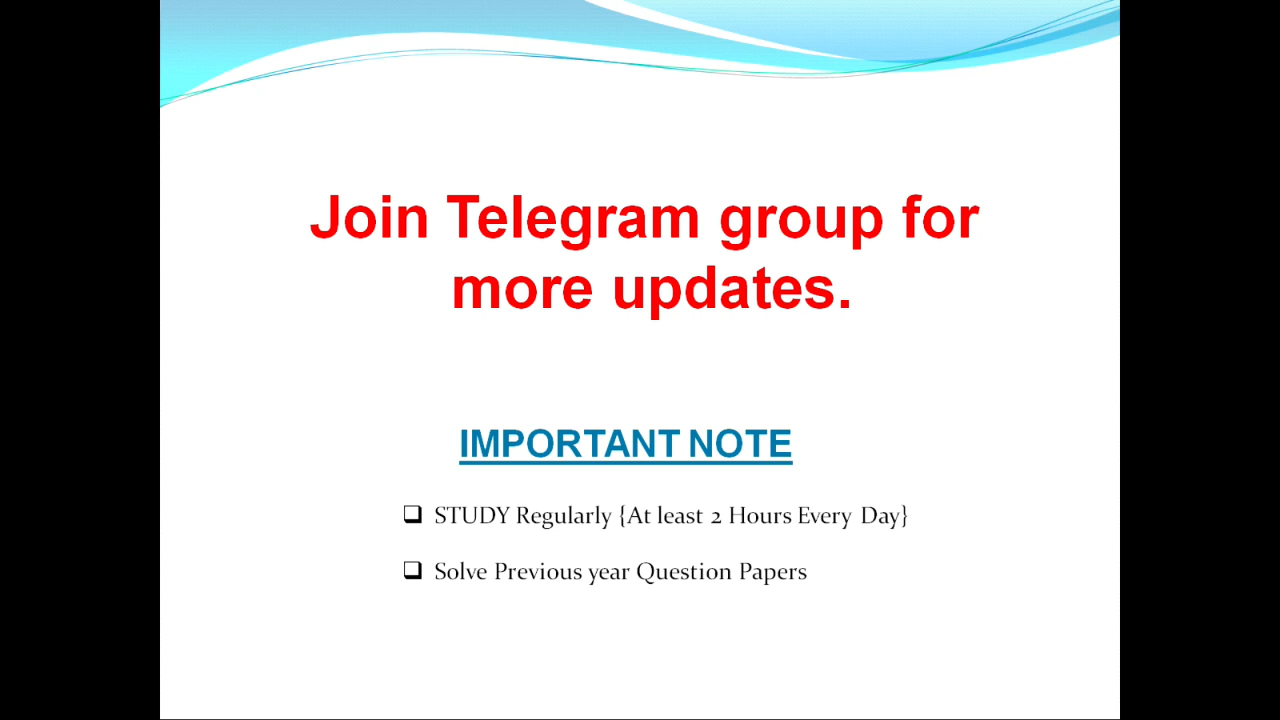 Join Telegram group for
more updates.
IMPORTANT NOTE
❑ STUDY Regularly {At least 2 Hours Every Day}
❑ Solve Previous year Question Papers